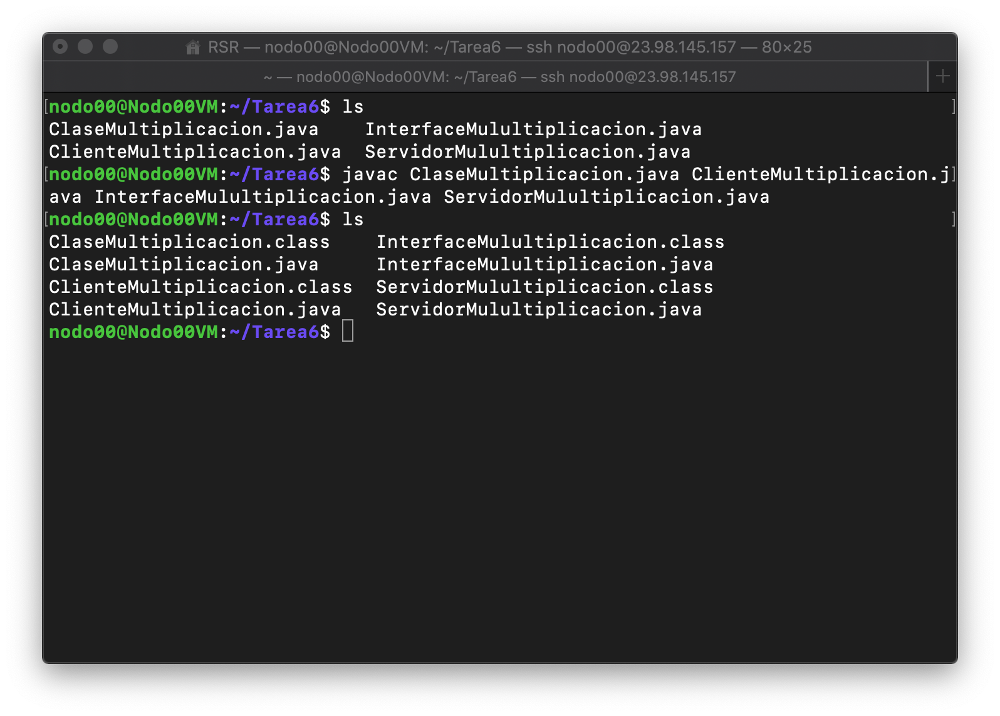 RSR — nodo00@Nodo00VM: ~/Tarea6 — ssh nodo00@23.98.145.157 — 80×25
~ — nodo00@Nodo00VM: ~/Tarea6 — ssh nodo00@23.98.145.157
[nodo00@Nodo00VM:~/Tarea6$ ls ]
ClaseMultiplicacion.java InterfaceMulultiplicacion.java
ClienteMultiplicacion.java ServidorMulultiplicacion.java
[nodo00@Nodo00VM:~/Tarea6$ javac ClaseMultiplicacion.java ClienteMultiplicacion.j]
ava InterfaceMulultiplicacion.java ServidorMulultiplicacion.java
[nodo00@Nodo00VM:~/Tarea6$ ls ]
ClaseMultiplicacion.class InterfaceMulultiplicacion.class
ClaseMultiplicacion.java InterfaceMulultiplicacion.java
ClienteMultiplicacion.class ServidorMulultiplicacion.class
ClienteMultiplicacion.java ServidorMulultiplicacion.java
nodo00@Nodo00VM:~/Tarea6$